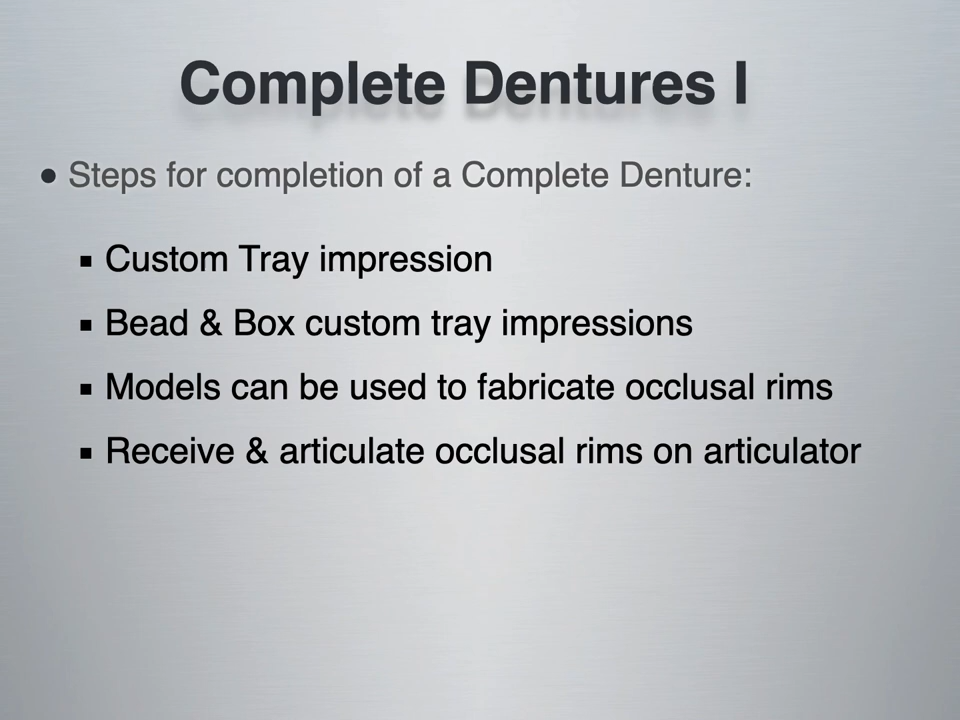 Complete Dentures I
• Steps for completion of a Complete Denture:
▪ Custom Tray impression
▪ Bead & Box custom tray impressions
▪ Models can be used to fabricate occlusal rims
▪ Receive & articulate occlusal rims on articulator